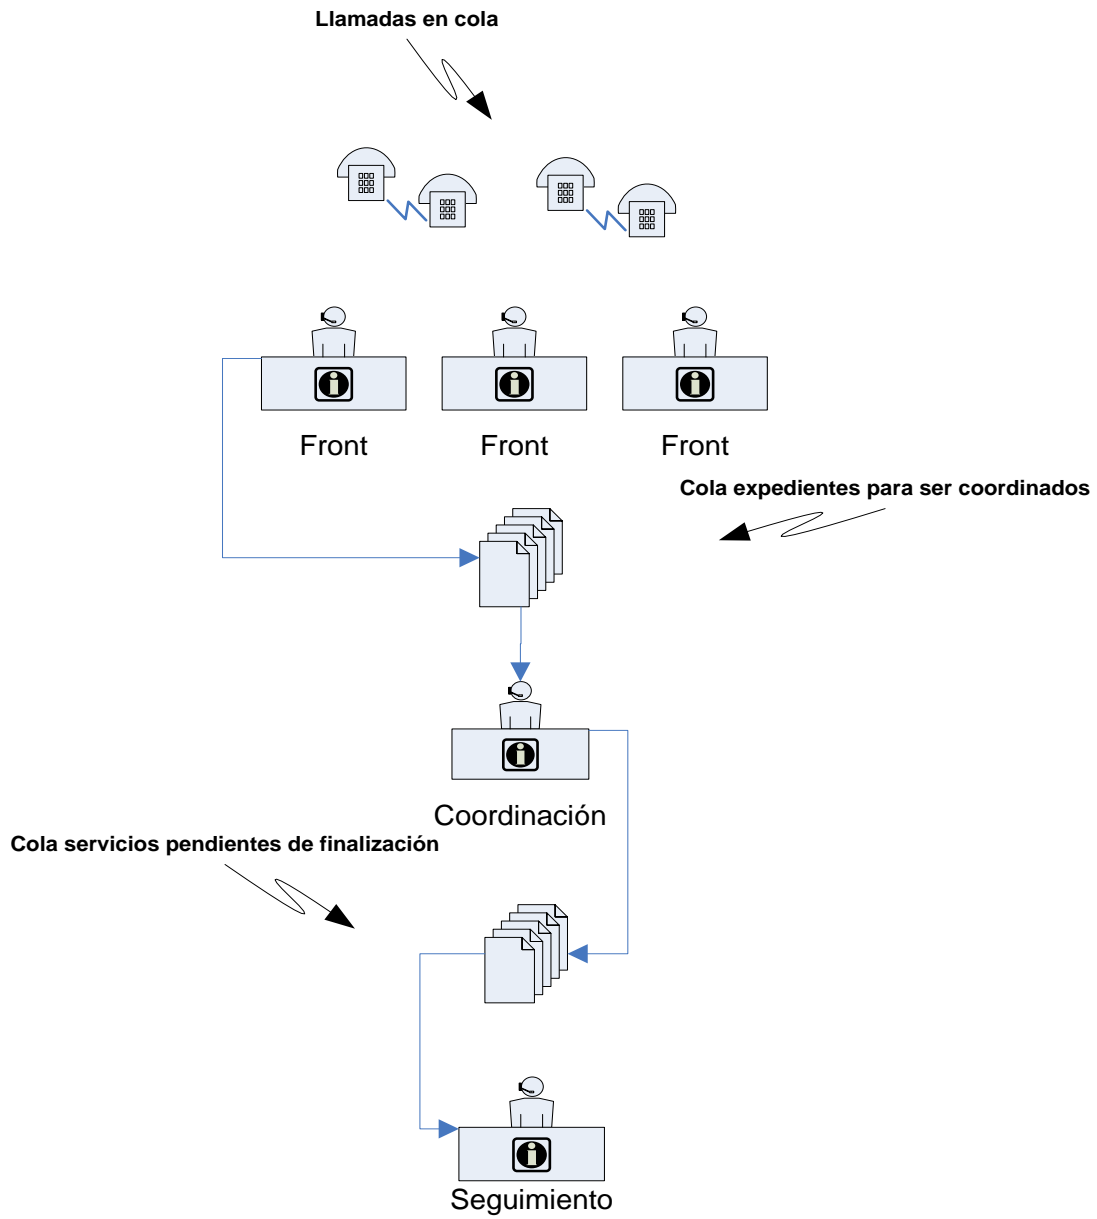 Llamadas en cola
Front
Front
Front
Cola expedientes para ser coordinados
Coordinación
Cola servicios pendientes de finalización
Seguimiento